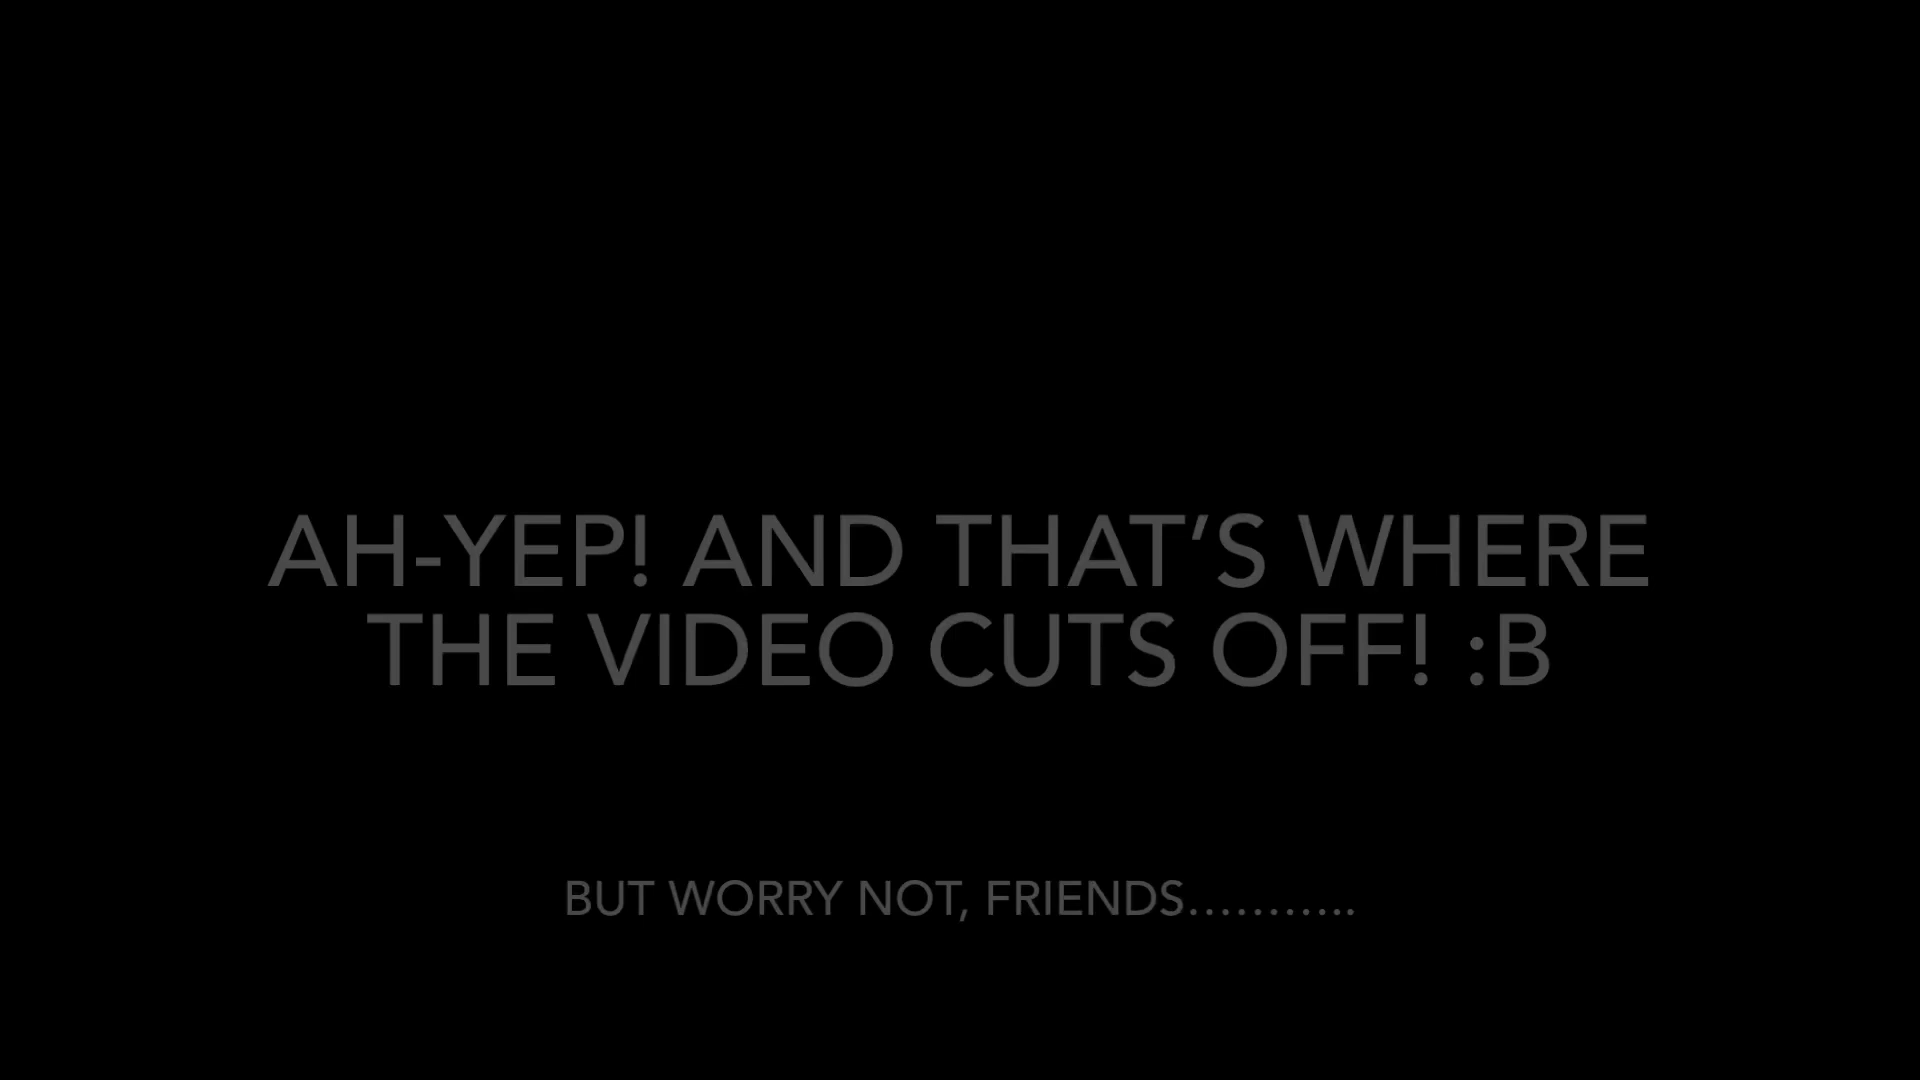 AH-YEP! AND THAT’S WHERE
THE VIDEO CUTS OFF! :B
BUT WORRY NOT, FRIENDS………..